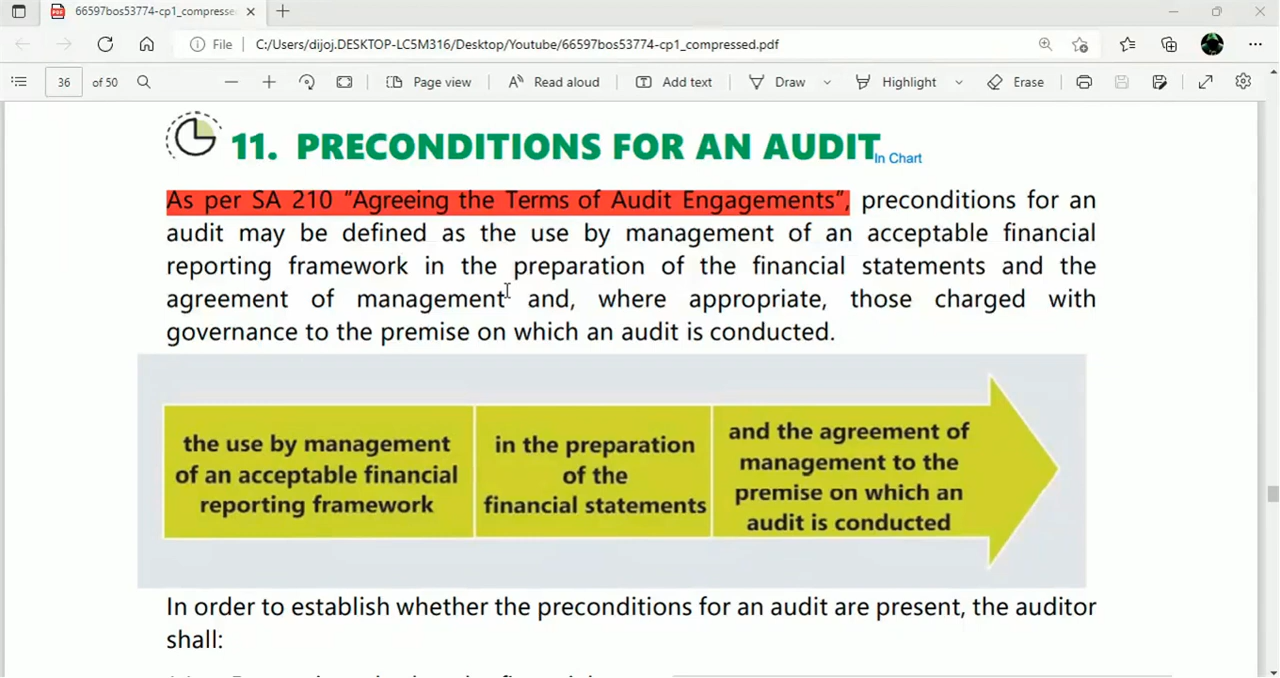 66597bos53774-cp1_compresse
File
C:/Users/dijoj.DESKTOP-LC5M316/Desktop/Youtube/66597bos53774-cp1_compressed.pdf
36 of 50
Page view
Read aloud
Add text
Draw
Highlight
Erase
11. PRECONDITIONS FOR AN AUDIT
In Chart
As per SA 210 “Agreeing the Terms of Audit Engagements”, preconditions for an
audit may be defined as the use by management of an acceptable financial
reporting framework in the preparation of the financial statements and the
agreement of management and, where appropriate, those charged with
governance to the premise on which an audit is conducted.
the use by management
of an acceptable financial
reporting framework
in the preparation
of the
financial statements
and the agreement of
management to the
premise on which an
audit is conducted
In order to establish whether the preconditions for an audit are present, the auditor
shall: